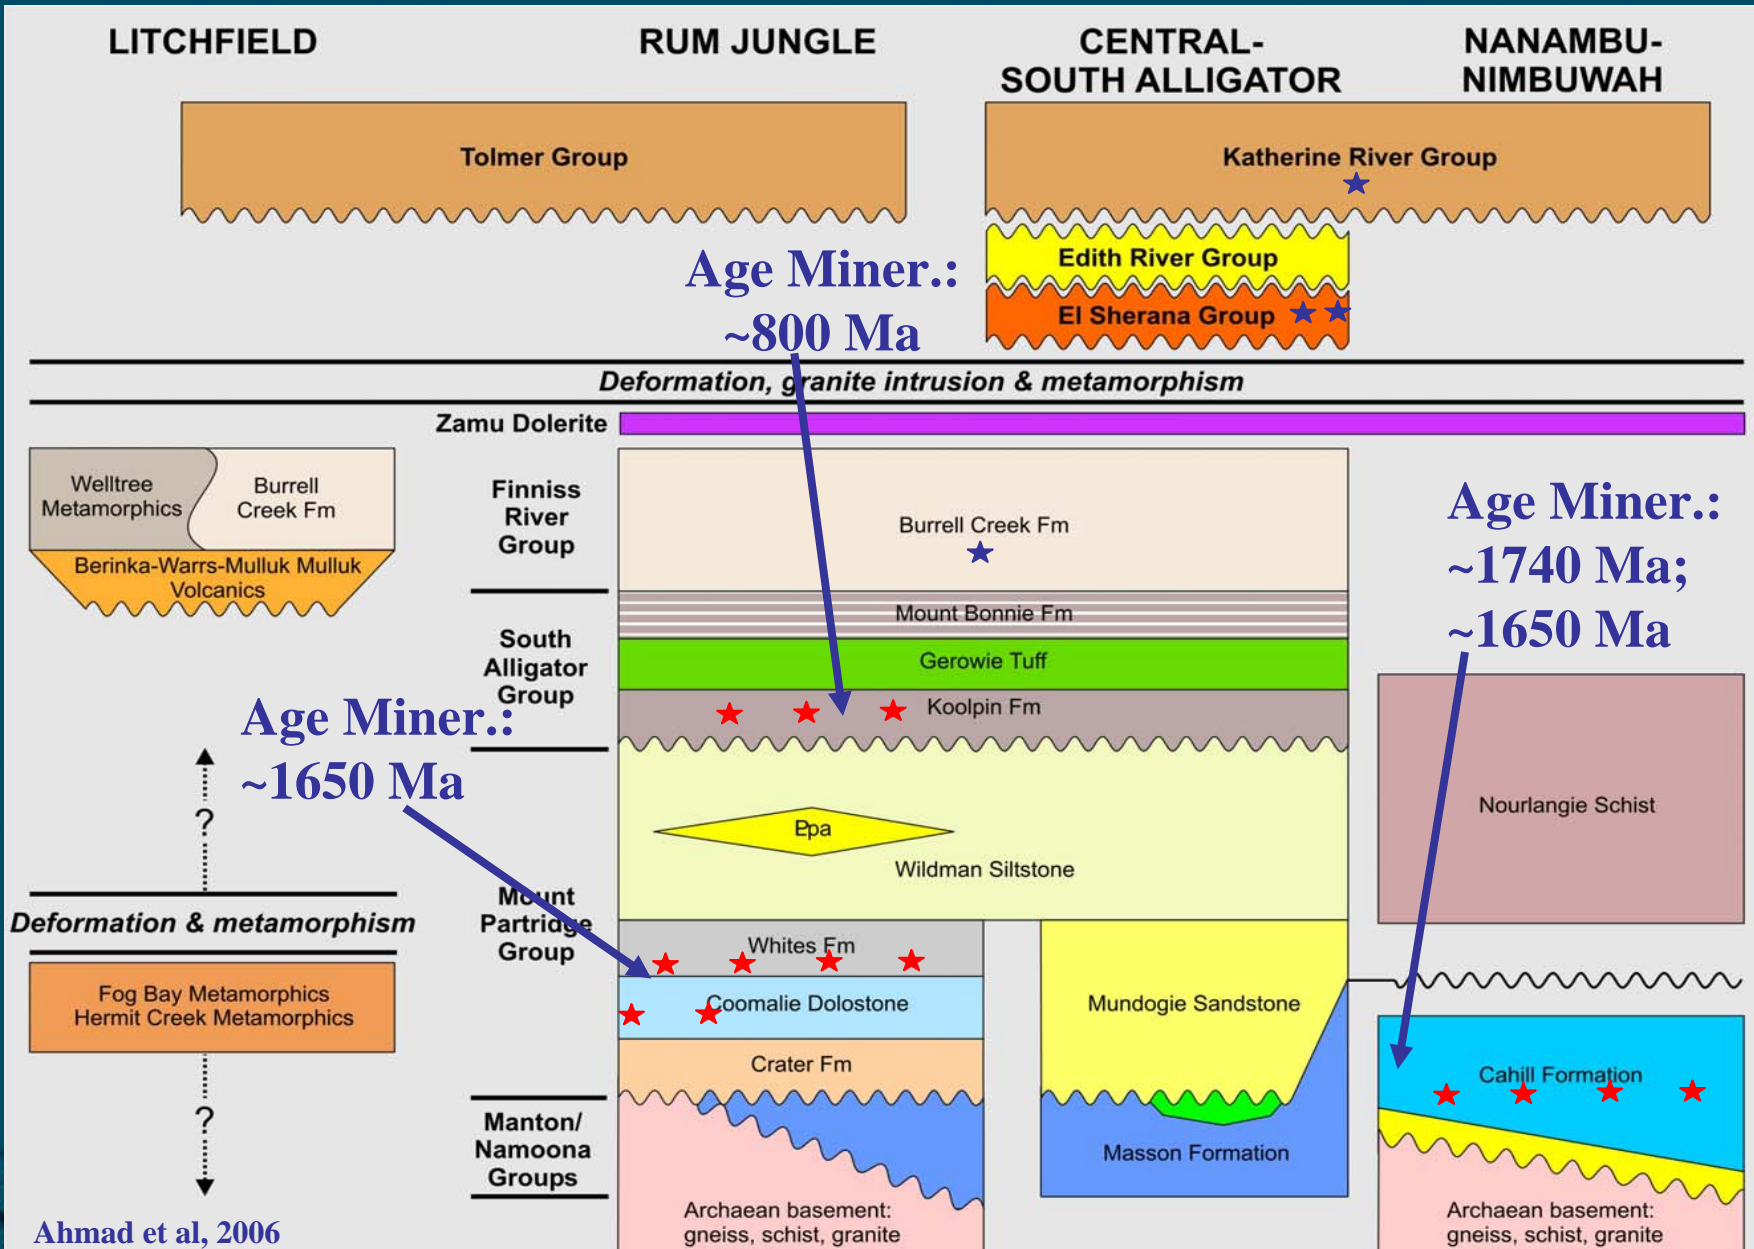 LITCHFIELD
RUM JUNGLE
CENTRAL-
SOUTH ALLIGATOR
NANAMBU-
NIMBUWAH
Tolmer Group
Katherine River Group
Edith River Group
El Sherana Group
Age Miner.:
~800 Ma
Deformation, granite intrusion & metamorphism
Zamu Dolerite
Welltree
Metamorphics
Burrell
Creek Fm
Berinka-Warrs-Mulluk Mulluk
Volcanics
Finniss
River
Group
Burrell Creek Fm
Age Miner.:
~1740 Ma;
~1650 Ma
Mount Bonnie Fm
South
Alligator
Group
Gerowie Tuff
Koolpin Fm
Age Miner.:
~1650 Ma
?
Ppa
Wildman Siltstone
Nourlangie Schist
Deformation & metamorphism
Mount
Partridge
Group
Whites Fm
Fog Bay Metamorphics
Hermit Creek Metamorphics
Coomalie Dolostone
Mundogie Sandstone
Crater Fm
Cahill Formation
?
Manton/
Namoona
Groups
Masson Formation
Archaean basement:
gneiss, schist, granite
Archaean basement:
gneiss, schist, granite
Ahmad et al, 2006